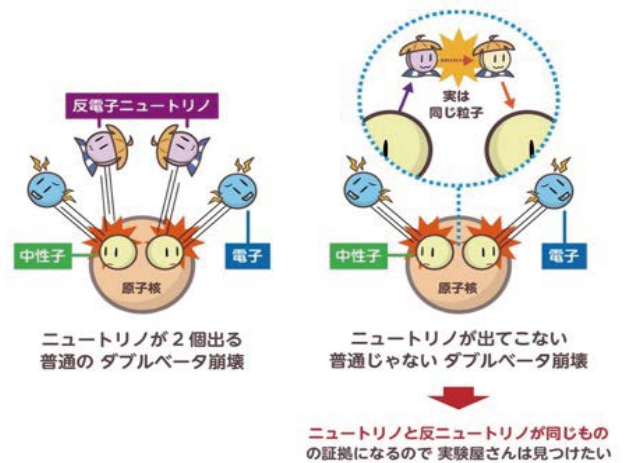 反電子ニュートリノ
中性子
電子
原子核
ニュートリノが2個出る
普通の ダブルベータ崩壊
実は
同じ粒子
中性子
電子
原子核
ニュートリノが出てこない
普通じゃない ダブルベータ崩壊
ニュートリノと反ニュートリノが同じもの
の証拠になるので 実験屋さんは見つけたい